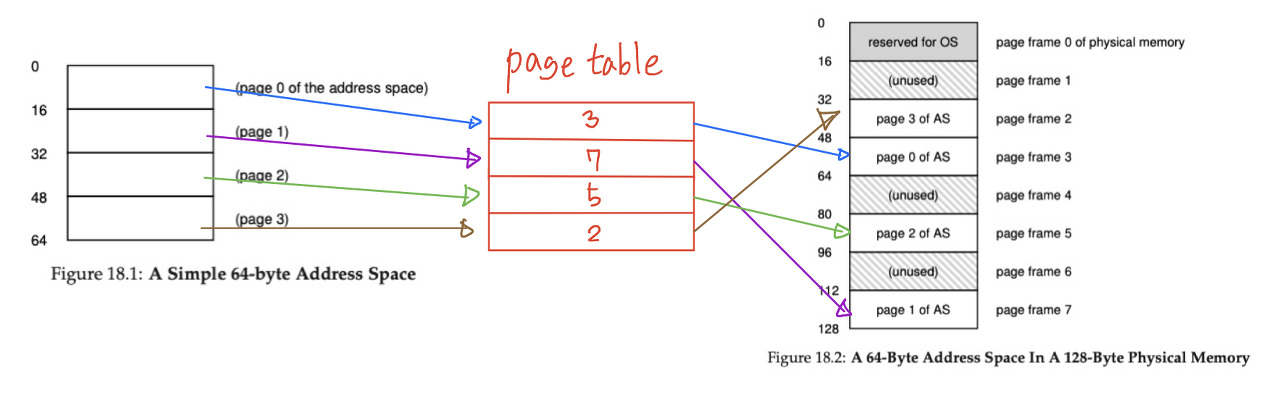 0
16
32
48
64
(page 0 of the address space)
(page 1)
(page 2)
(page 3)
Figure 18.1: A Simple 64-byte Address Space
page table
3
7
5
2
0
16
32
48
64
80
96
112
128
reserved for OS
(unused)
page 3 of AS
page 0 of AS
(unused)
page 2 of AS
(unused)
page 1 of AS
page frame 0 of physical memory
page frame 1
page frame 2
page frame 3
page frame 4
page frame 5
page frame 6
page frame 7
Figure 18.2: A 64-Byte Address Space In A 128-Byte Physical Memory